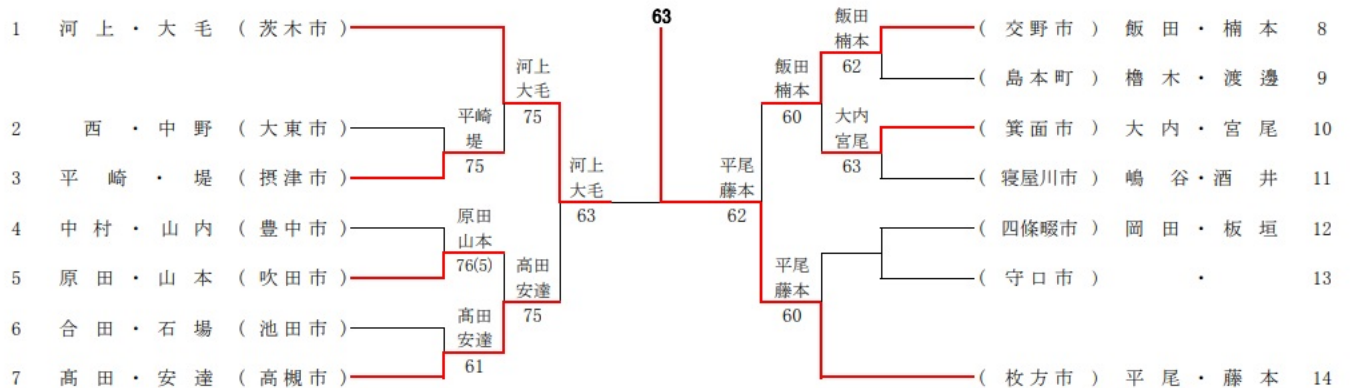 1 河上・大毛 (茨木市)
2 西・中野 (大東市)
3 平崎・堤 (摂津市)
4 中村・山内 (豊中市)
5 原田・山本 (吹田市)
6 合田・石場 (池田市)
7 髙田・安達 (高槻市)
平崎
堤
75
原田
山本
76(5)
髙田
安達
61
河上
大毛
75
高田
安達
75
河上
大毛
63
63
平尾
藤本
62
飯田
楠本
60
平尾
藤本
60
飯田
楠本
62
大内
宮尾
63
(交野市) 飯田・楠本 8
(島本町) 櫓木・渡邊 9
(箕面市) 大内・宮尾 10
(寝屋川市) 嶋谷・酒井 11
(四條畷市) 岡田・板垣 12
(守口市) ・ 13
(枚方市) 平尾・藤本 14